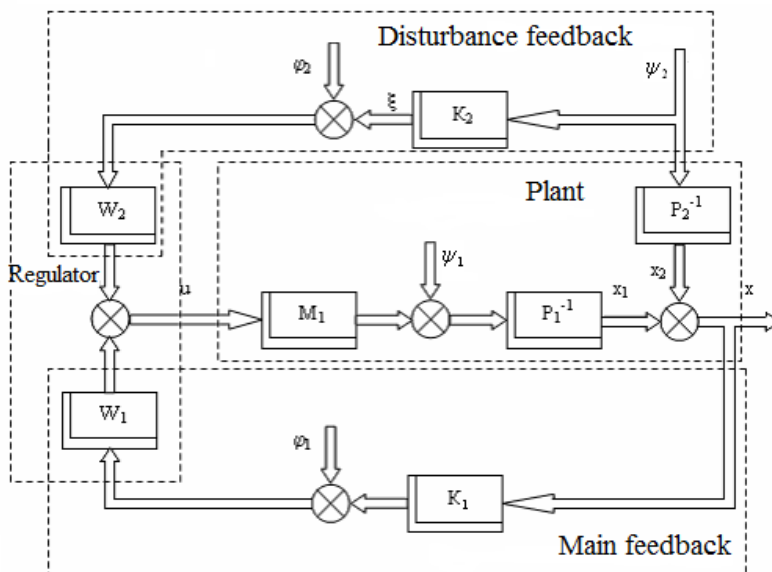 Disturbance feedback
φ₂
ψ₂
ξ
K₂
W₂
Plant
P₂⁻¹
Regulator
u
ψ₁
x₂
x
M₁
P₁⁻¹
x₁
W₁
φ₁
K₁
Main feedback